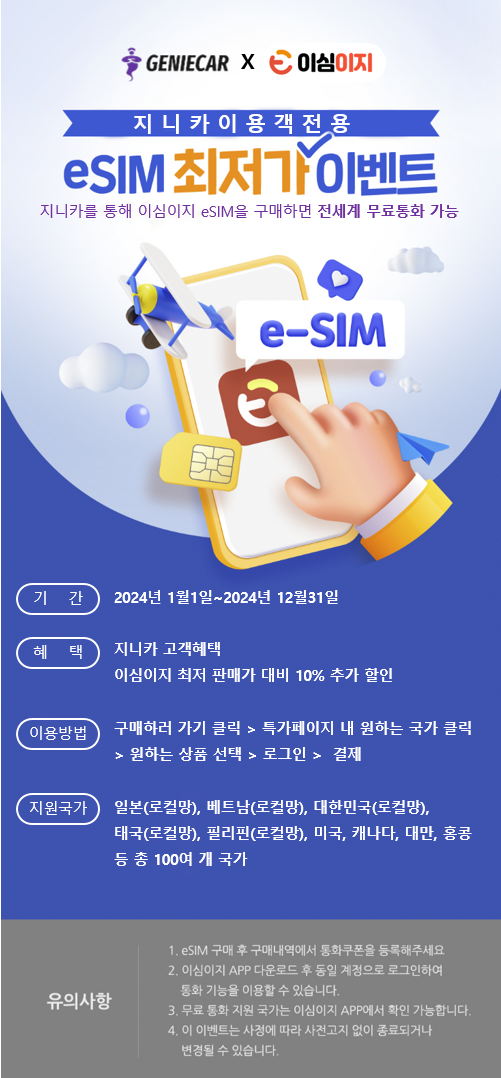 GENIECAR X 이심이지
지니카이용객전용
eSIM 최저가 이벤트
지니카를 통해 이심이지 eSIM을 구매하면 전세계 무료통화 가능
e-SIM
기 간 2024년 1월1일~2024년 12월31일
혜 택 지니카 고객혜택
이심이지 최저 판매가 대비 10% 추가 할인
이용방법 구매하러 가기 클릭 > 특가페이지 내 원하는 국가 클릭
> 원하는 상품 선택 > 로그인 > 결제
지원국가 일본(로컬망), 베트남(로컬망), 대한민국(로컬망),
태국(로컬망), 필리핀(로컬망), 미국, 캐나다, 대만, 홍콩
등 총 100여 개 국가
유의사항
1. eSIM 구매 후 구매내역에서 통화쿠폰을 등록해주세요
2. 이심이지 APP 다운로드 후 동일 계정으로 로그인하여
통화 기능을 이용할 수 있습니다.
3. 무료 통화 지원 국가는 이심이지 APP에서 확인 가능합니다.
4. 이 이벤트는 사정에 따라 사전고지 없이 종료되거나
변경될 수 있습니다.